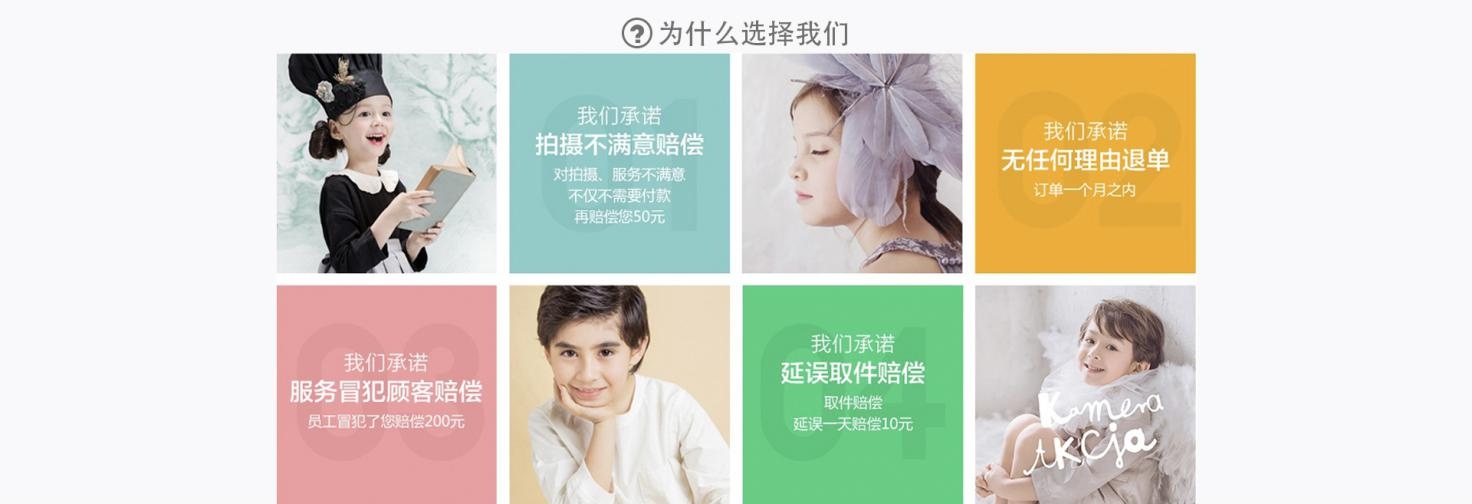 ?为什么选择我们
01
我们承诺
拍摄不满意赔偿
对拍摄、服务不满意
不仅不需要付款
再赔偿您50元
02
我们承诺
无任何理由退单
订单一个月之内
03
我们承诺
服务冒犯顾客赔偿
员工冒犯了您赔偿200元
04
我们承诺
延误取件赔偿
取件赔偿
延误一天赔偿10元
Kamera
AKCja